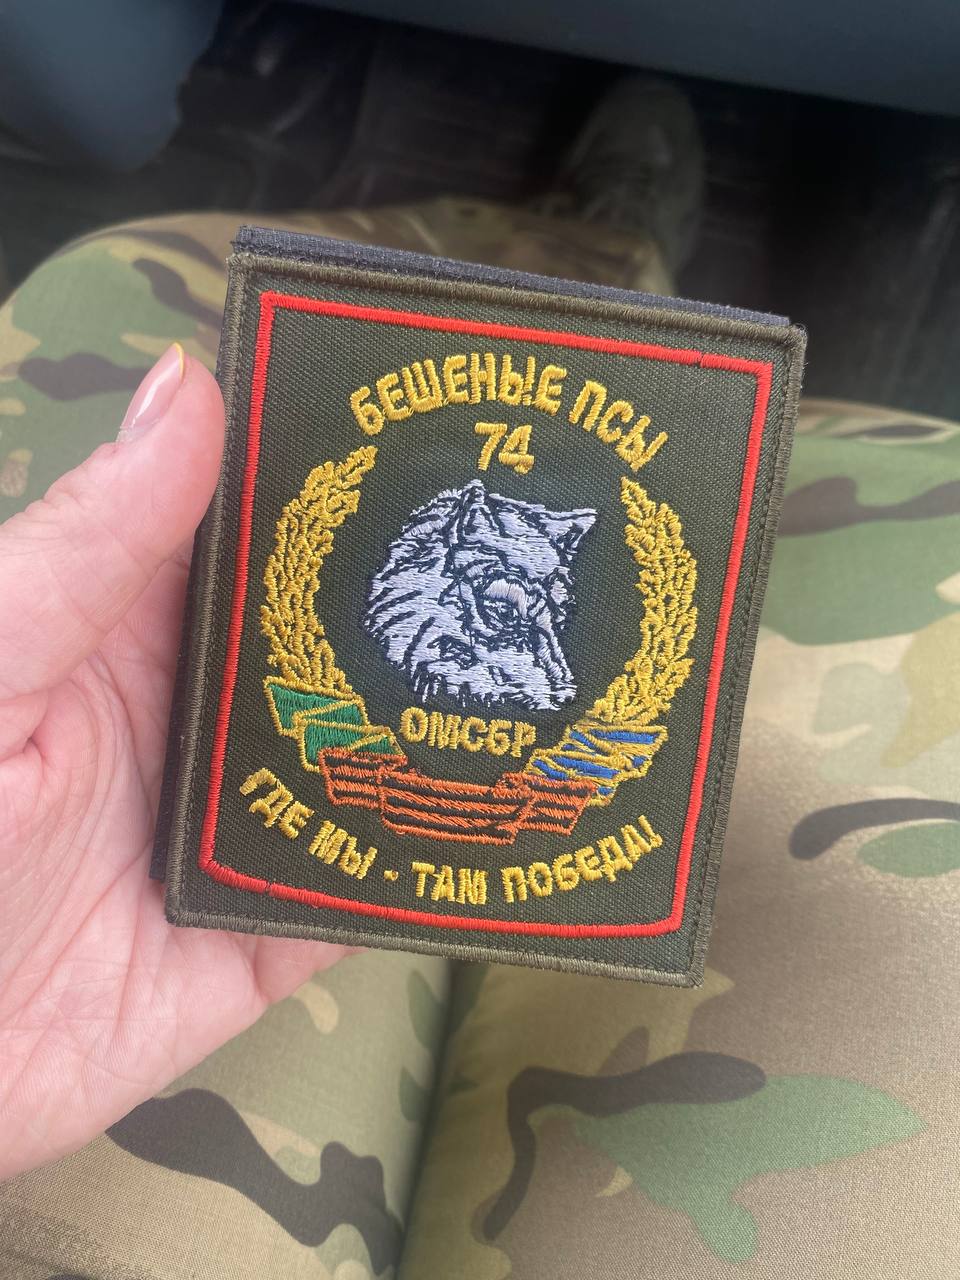 БЕШЕНЫЕ ПСЫ
74
ОМСБР
ГДЕ МЫ - ТАМ ПОБЕДА!